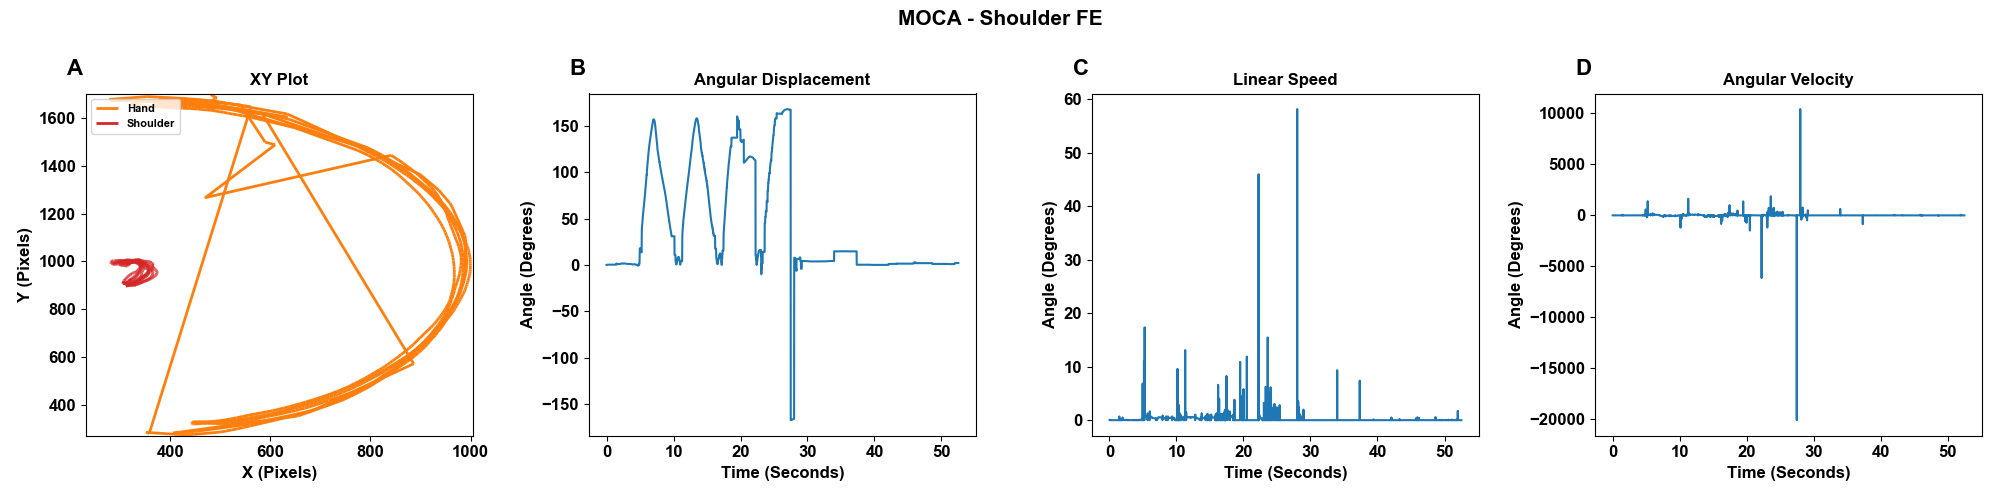 MOCA - Shoulder FE
A
XY Plot
Hand
Shoulder
1600
1400
1200
1000
800
600
400
Y (Pixels)
400 600 800 1000
X (Pixels)
B
Angular Displacement
150
100
50
0
−50
−100
−150
Angle (Degrees)
0 10 20 30 40 50
Time (Seconds)
C
Linear Speed
60
50
40
30
20
10
0
Angle (Degrees)
0 10 20 30 40 50
Time (Seconds)
D
Angular Velocity
10000
5000
0
−5000
−10000
−15000
−20000
Angle (Degrees)
0 10 20 30 40 50
Time (Seconds)